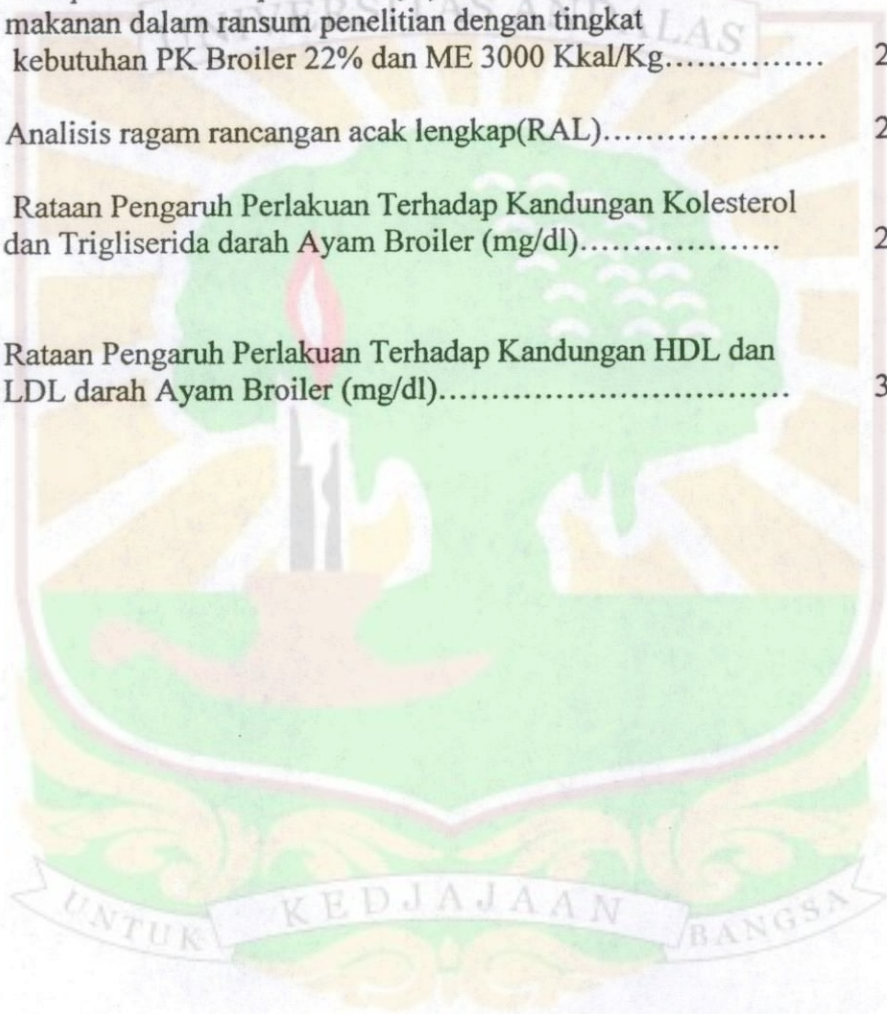 UNIVERSITAS ANDALAS
makanan dalam ransum penelitian dengan tingkat
kebutuhan PK Broiler 22% dan ME 3000 Kkal/Kg............... 2
Analisis ragam rancangan acak lengkap(RAL)..................... 2
Rataan Pengaruh Perlakuan Terhadap Kandungan Kolesterol
dan Trigliserida darah Ayam Broiler (mg/dl)................... 2
Rataan Pengaruh Perlakuan Terhadap Kandungan HDL dan
LDL darah Ayam Broiler (mg/dl)................................. 3
UNTUK KEDJAJAAN BANGSA